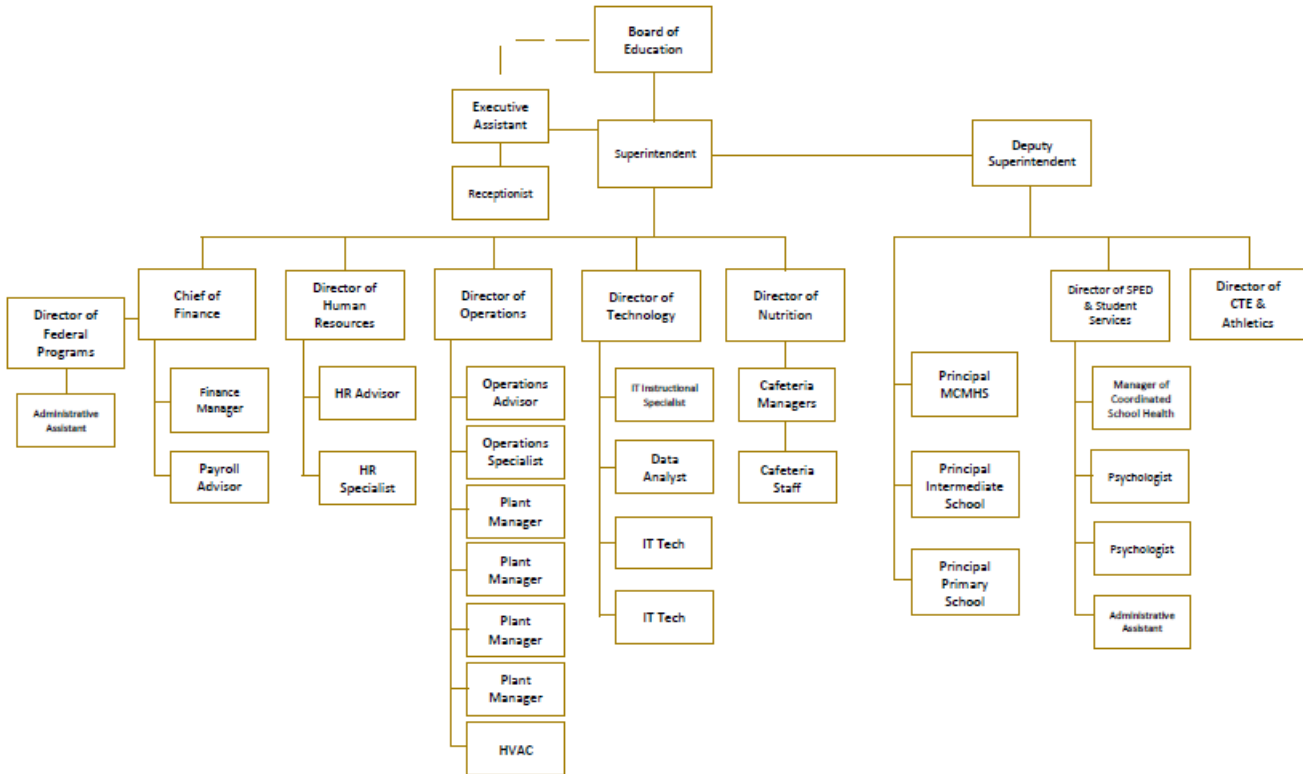 Board of
Education
Executive
Assistant
Superintendent
Deputy
Superintendent
Receptionist
Chief of
Finance
Director of
Human
Resources
Director of
Operations
Director of
Technology
Director of
Nutrition
Director of SPED
& Student
Services
Director of
CTE &
Athletics
Director of
Federal
Programs
Administrative
Assistant
Finance
Manager
Payroll
Advisor
HR Advisor
HR
Specialist
Operations
Advisor
Operations
Specialist
Plant
Manager
Plant
Manager
Plant
Manager
Plant
Manager
HVAC
IT Instructional
Specialist
Data
Analyst
IT Tech
IT Tech
Cafeteria
Managers
Cafeteria
Staff
Principal
MCMHS
Principal
Intermediate
School
Principal
Primary
School
Manager of
Coordinated
School Health
Psychologist
Psychologist
Administrative
Assistant